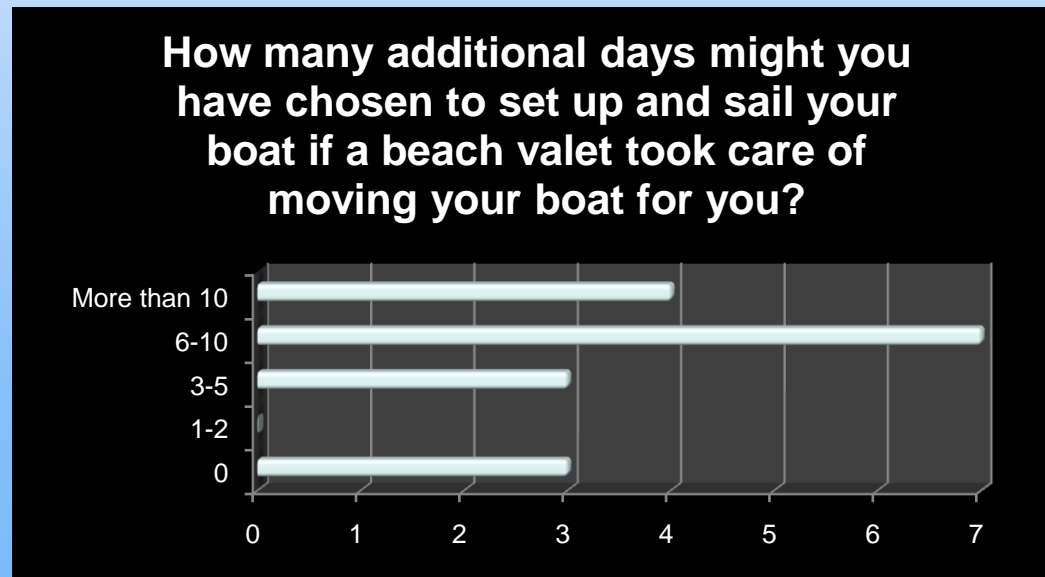 How many additional days might you
have chosen to set up and sail your
boat if a beach valet took care of
moving your boat for you?
More than 10
6-10
3-5
1-2
0
0 1 2 3 4 5 6 7